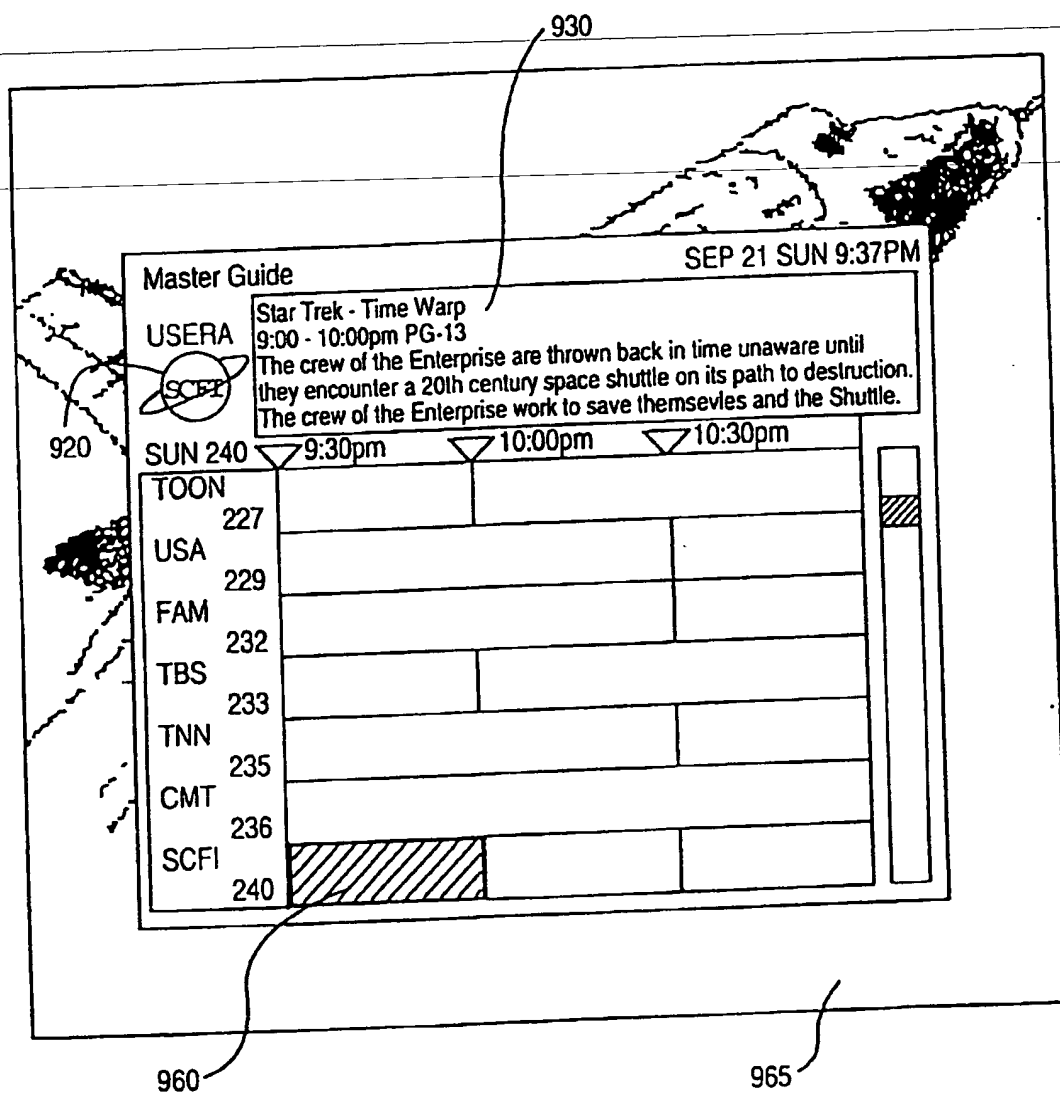 930
Master Guide SEP 21 SUN 9:37PM
USERA
Star Trek - Time Warp
9:00 - 10:00pm PG-13
The crew of the Enterprise are thrown back in time unaware until
they encounter a 20th century space shuttle on its path to destruction.
The crew of the Enterprise work to save themsevles and the Shuttle.
SCFI
920
SUN 240 9:30pm 10:00pm 10:30pm
TOON
227
USA
229
FAM
232
TBS
233
TNN
235
CMT
236
SCFI
240
960 965